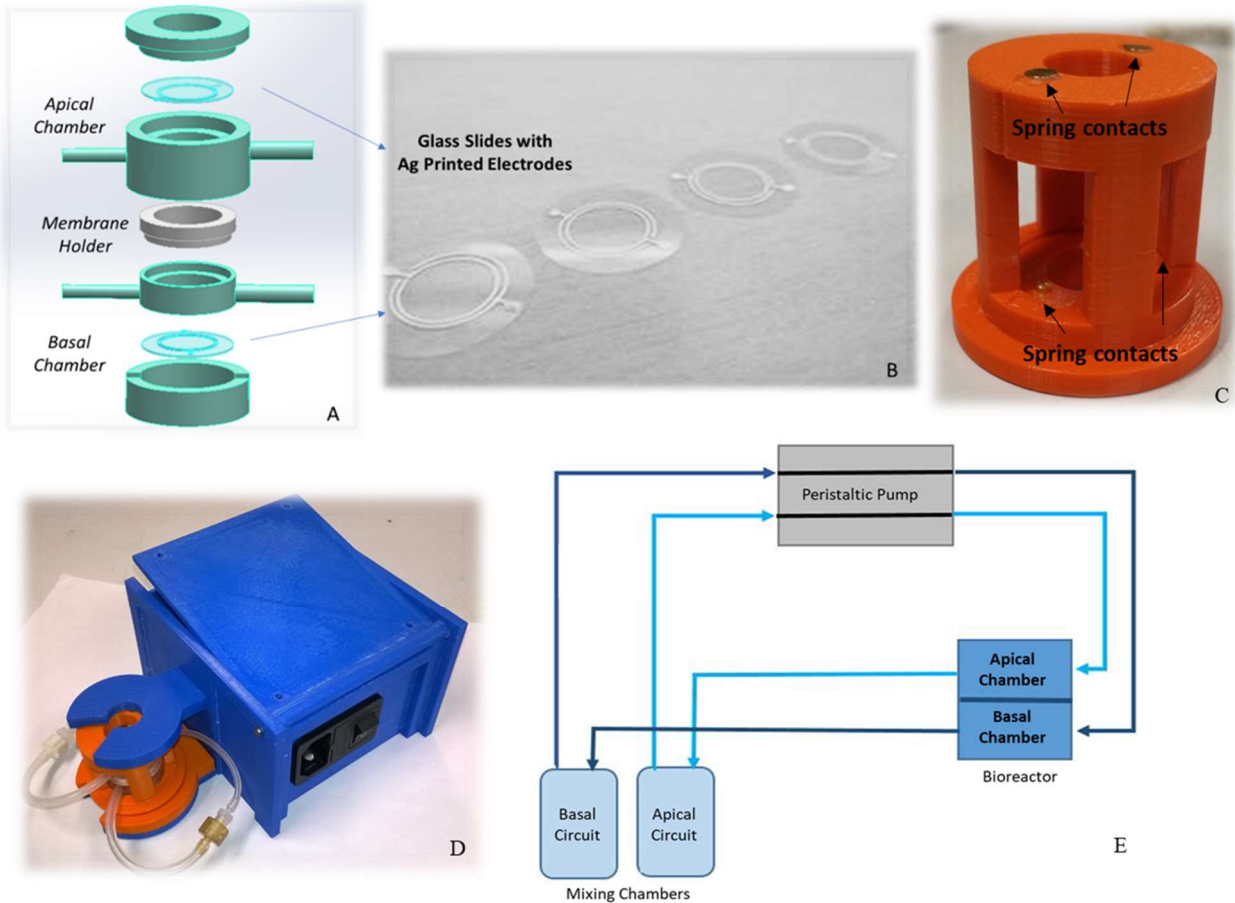 Apical
Chamber
Membrane
Holder
Basal
Chamber
A
Glass Slides with
Ag Printed Electrodes
B
Spring contacts
Spring contacts
C
D
Peristaltic Pump
Apical
Chamber
Basal
Chamber
Bioreactor
Basal
Circuit
Apical
Circuit
Mixing Chambers
E